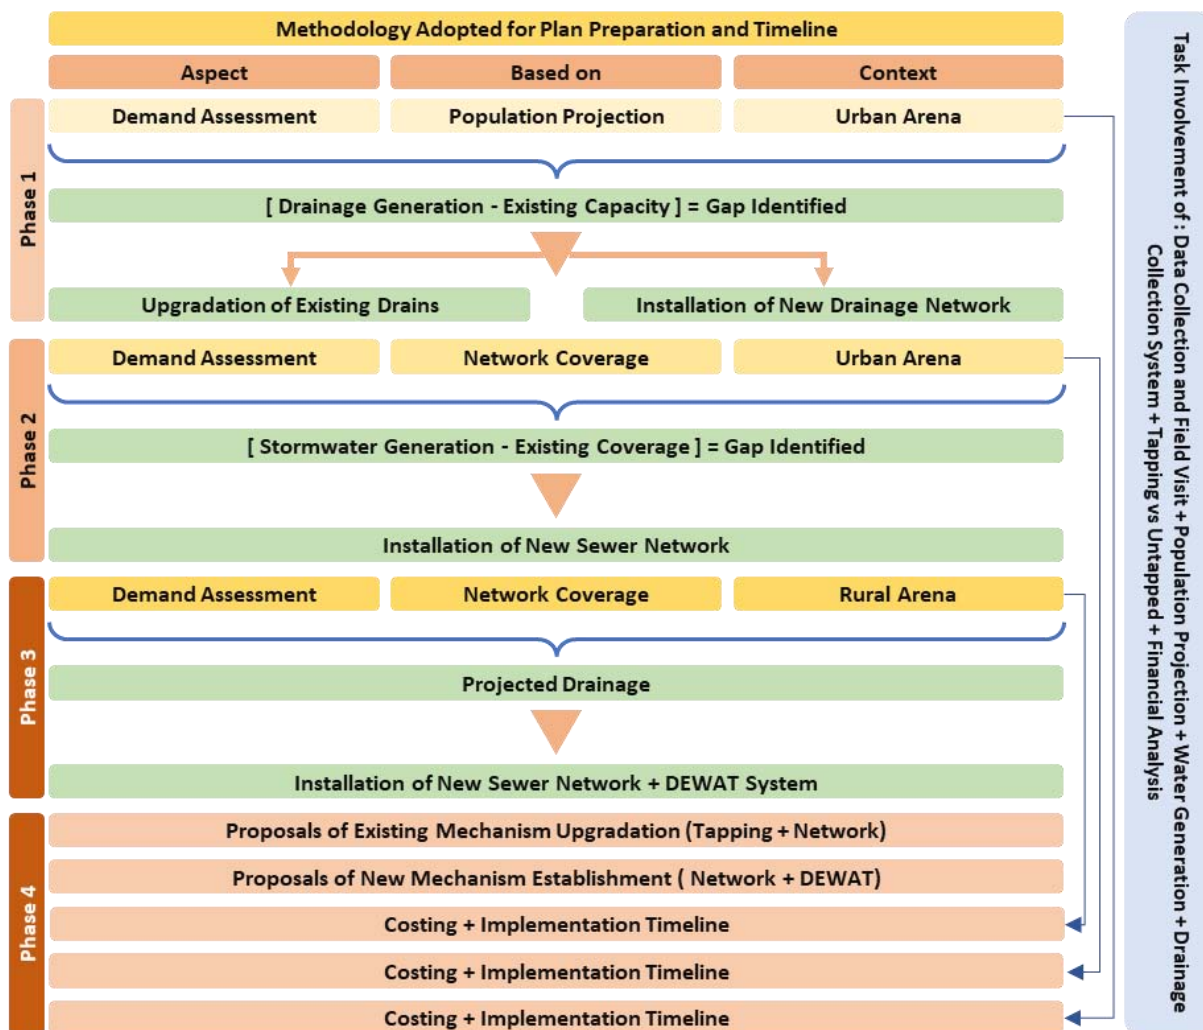 Methodology Adopted for Plan Preparation and Timeline
Aspect
Based on
Context
Phase 1
Demand Assessment
Population Projection
Urban Arena
[ Drainage Generation - Existing Capacity ] = Gap Identified
Upgradation of Existing Drains
Installation of New Drainage Network
Phase 2
Demand Assessment
Network Coverage
Urban Arena
[ Stormwater Generation - Existing Coverage ] = Gap Identified
Installation of New Sewer Network
Phase 3
Demand Assessment
Network Coverage
Rural Arena
Projected Drainage
Installation of New Sewer Network + DEWAT System
Phase 4
Proposals of Existing Mechanism Upgradation (Tapping + Network)
Proposals of New Mechanism Establishment ( Network + DEWAT)
Costing + Implementation Timeline
Costing + Implementation Timeline
Costing + Implementation Timeline
Task Involvement of : Data Collection and Field Visit + Population Projection + Water Generation + Drainage
Collection System + Tapping vs Untapped + Financial Analysis